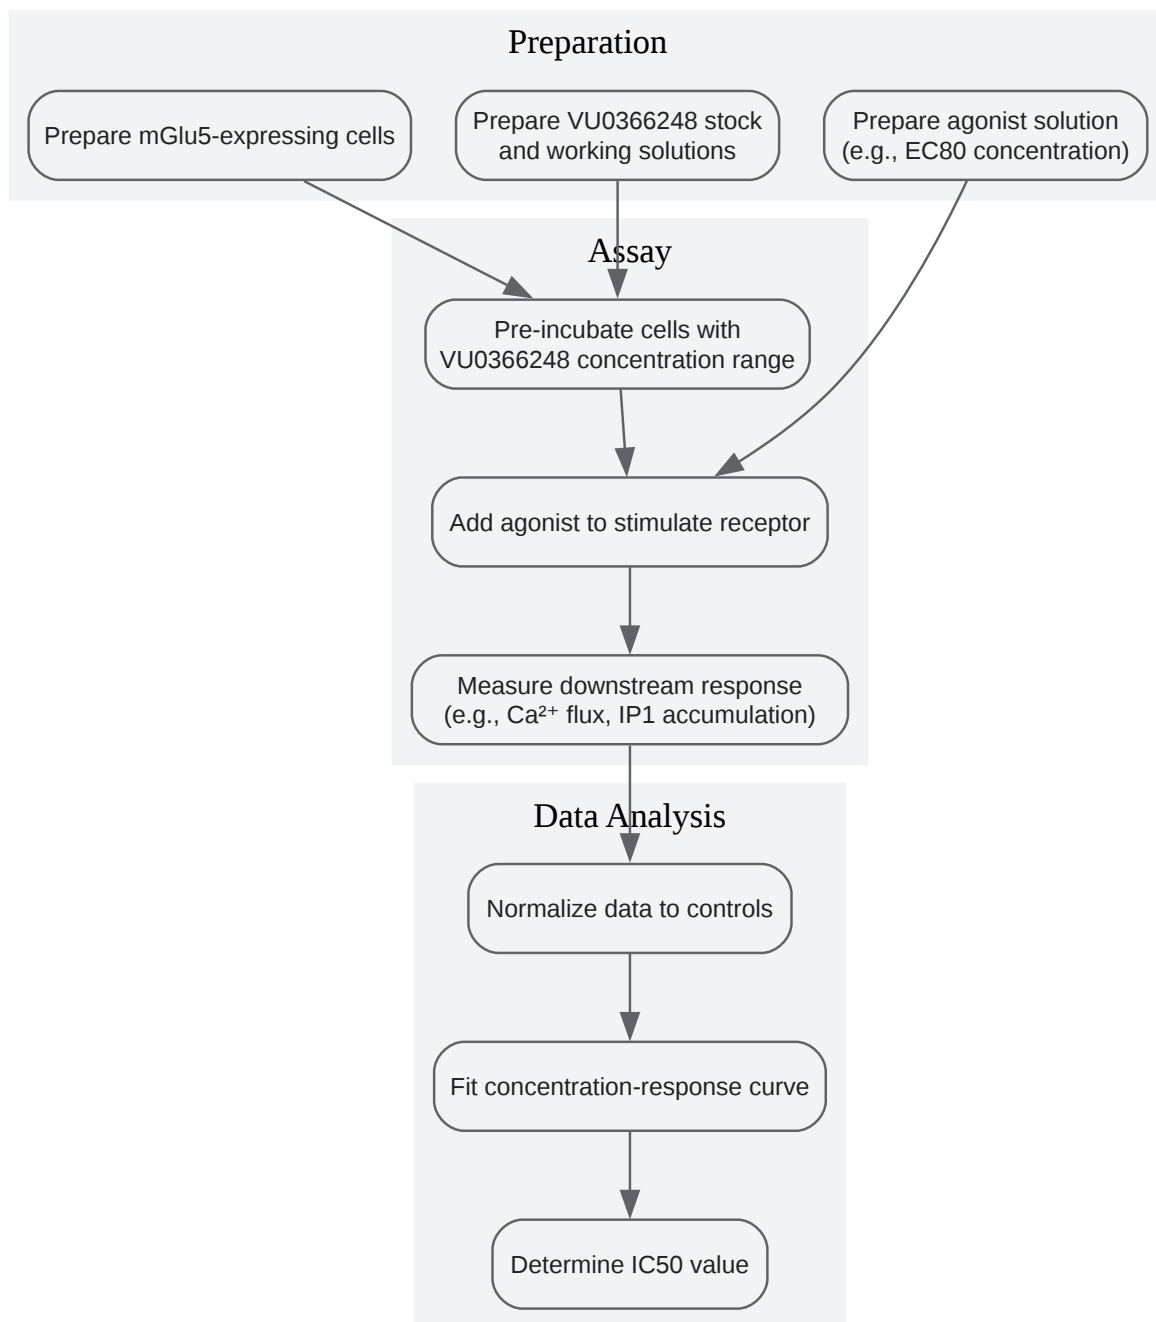 Preparation
Prepare mGlu5-expressing cells
Prepare VU0366248 stock
and working solutions
Prepare agonist solution
(e.g., EC80 concentration)
Assay
Pre-incubate cells with
VU0366248 concentration range
Add agonist to stimulate receptor
Measure downstream response
(e.g., Ca²⁺ flux, IP1 accumulation)
Data Analysis
Normalize data to controls
Fit concentration-response curve
Determine IC50 value